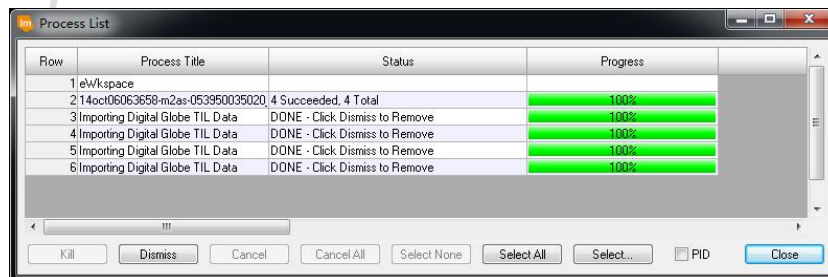 Im Process List
Row Process Title Status Progress
1 eWkspace
2 14oct06063658-m2as-053950035020_ 4 Succeeded, 4 Total 100%
3 Importing Digital Globe TIL Data DONE - Click Dismiss to Remove 100%
4 Importing Digital Globe TIL Data DONE - Click Dismiss to Remove 100%
5 Importing Digital Globe TIL Data DONE - Click Dismiss to Remove 100%
6 Importing Digital Globe TIL Data DONE - Click Dismiss to Remove 100%
Kill Dismiss Cancel Cancel All Select None Select All Select... PID Close